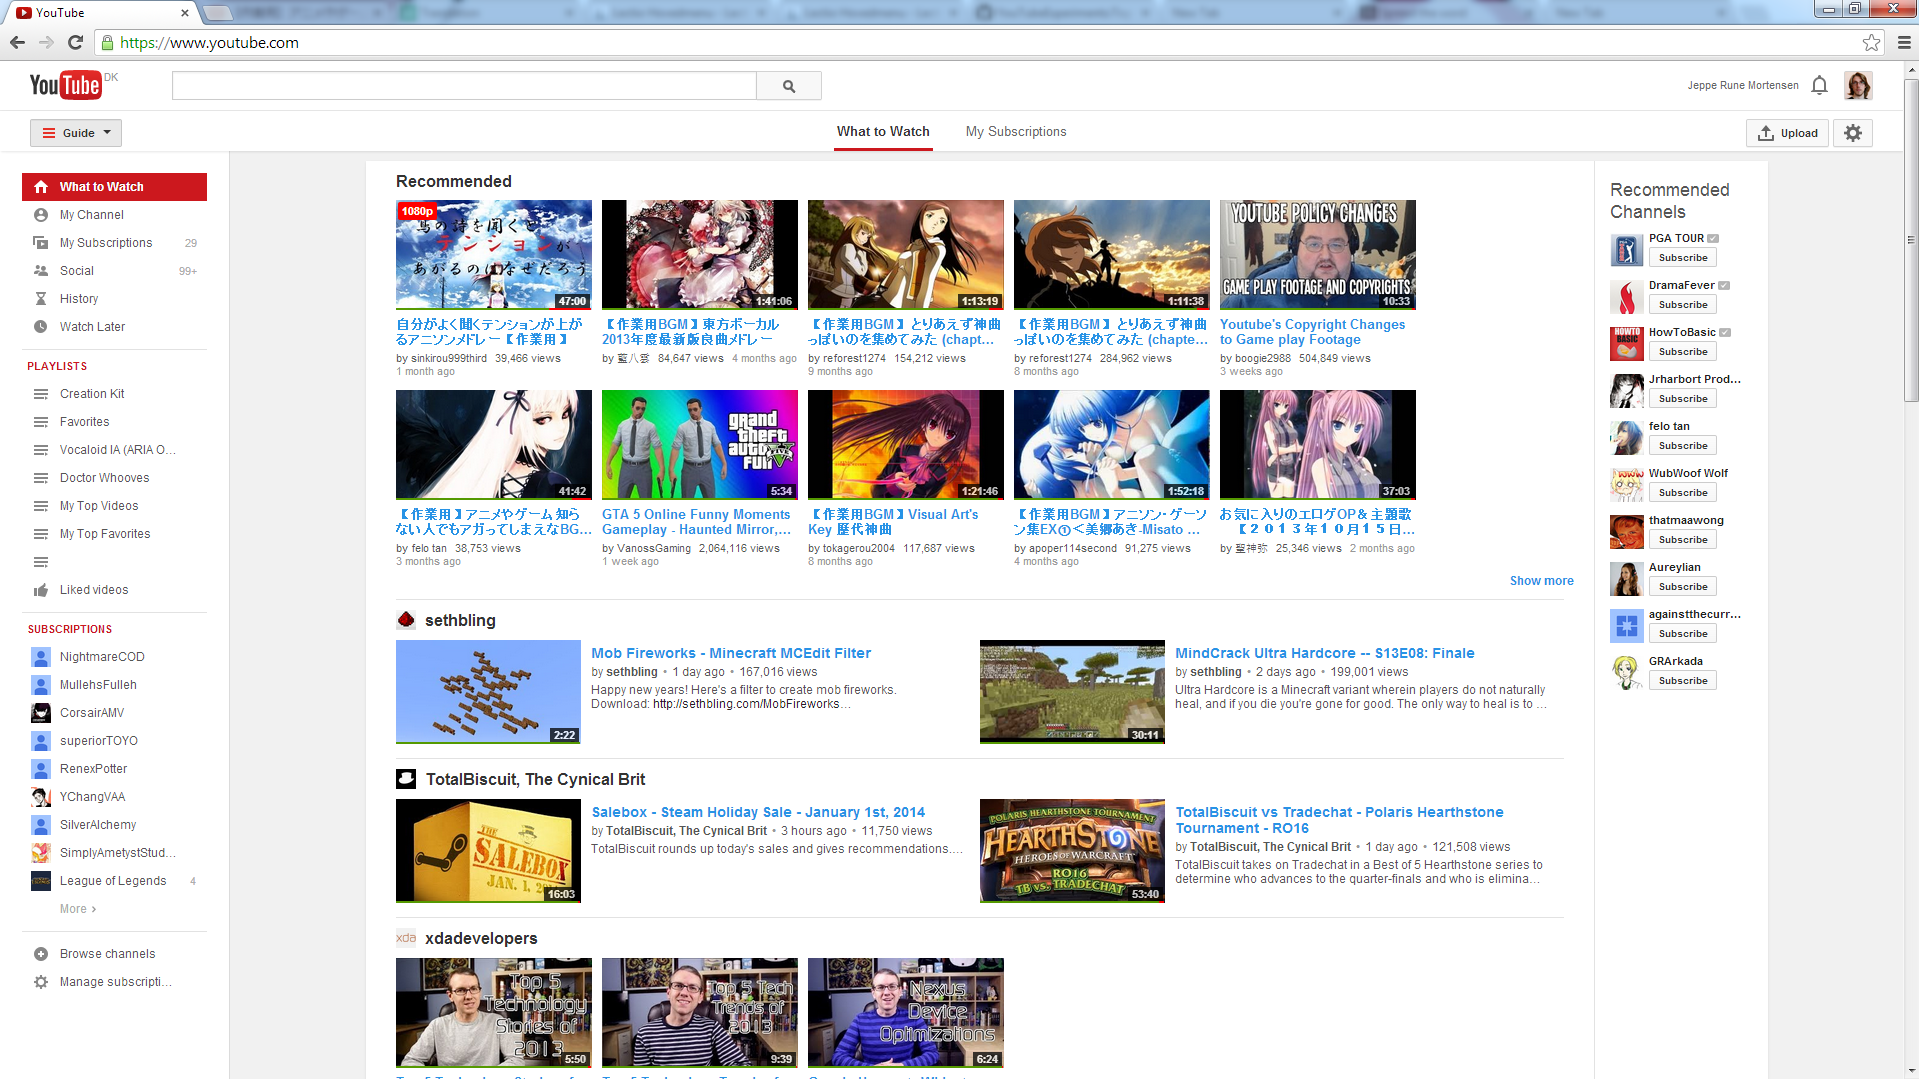 YouTube
https://www.youtube.com
YouTube DK
Jeppe Rune Mortensen
Guide
What to Watch
My Subscriptions
Upload
What to Watch
My Channel
My Subscriptions 29
Social 99+
History
Watch Later
PLAYLISTS
Creation Kit
Favorites
Vocaloid IA (ARIA O...
Doctor Whooves
My Top Videos
My Top Favorites
Liked videos
SUBSCRIPTIONS
NightmareCOD
MullehsFulleh
CorsairAMV
superiorTOYO
RenexPotter
YChangVAA
SilverAlchemy
SimplyAmetystStud...
League of Legends 4
More ›
Browse channels
Manage subscripti...
Recommended
1080p
鳥の詩を聞くと
テンションが
あがるのはなぜだろう
47:00
自分がよく聞くテンションが上が
るアニソンメドレー【作業用】
by sinkirou999third 39,466 views
1 month ago
1:41:06
【作業用BGM】東方ボーカル
2013年度最新版良曲メドレー
by 藍八雲 84,647 views 4 months ago
1:13:19
【作業用BGM】とりあえず神曲
っぽいのを集めてみた (chapt...
by reforest1274 154,212 views
9 months ago
1:11:38
【作業用BGM】とりあえず神曲
っぽいのを集めてみた (chapte...
by reforest1274 284,962 views
8 months ago
YOUTUBE POLICY CHANGES
GAME PLAY FOOTAGE AND COPYRIGHTS
10:33
Youtube's Copyright Changes
to Game play Footage
by boogie2988 504,849 views
3 weeks ago
41:42
【作業用】アニメやゲーム知ら
ない人でもアガってしまえなBG...
by felo tan 38,753 views
3 months ago
grand
theft
auto V
FIVE
5:34
GTA 5 Online Funny Moments
Gameplay - Haunted Mirror,...
by VanossGaming 2,064,116 views
1 week ago
1:21:46
【作業用BGM】Visual Art's
Key 歴代神曲
by tokagerou2004 117,687 views
8 months ago
1:52:18
【作業用BGM】アニソン・ゲーソ
ン集EX①＜美郷あき-Misato ...
by apoper114second 91,275 views
4 months ago
37:03
お気に入りのエロゲOP＆主題歌
【２０１３年１０月１５日...
by 聖神弥 25,346 views 2 months ago
Show more
sethbling
2:22
Mob Fireworks - Minecraft MCEdit Filter
by sethbling • 1 day ago • 167,016 views
Happy new years! Here's a filter to create mob fireworks.
Download: http://sethbling.com/MobFireworks...
30:11
MindCrack Ultra Hardcore -- S13E08: Finale
by sethbling • 2 days ago • 199,001 views
Ultra Hardcore is a Minecraft variant wherein players do not naturally
heal, and if you die you're gone for good. The only way to heal is to ...
TotalBiscuit, The Cynical Brit
THE
SALEBOX
JAN. 1, 2
16:03
Salebox - Steam Holiday Sale - January 1st, 2014
by TotalBiscuit, The Cynical Brit • 3 hours ago • 11,750 views
TotalBiscuit rounds up today's sales and gives recommendations....
POLARIS HEARTHSTONE TOURNAMENT
HEARTHSTONE
HEROES OF WARCRAFT
RO16
TB VS. TRADECHAT
53:40
TotalBiscuit vs Tradechat - Polaris Hearthstone
Tournament - RO16
by TotalBiscuit, The Cynical Brit • 1 day ago • 121,508 views
TotalBiscuit takes on Tradechat in a Best of 5 Hearthstone series to
determine who advances to the quarter-finals and who is elimina...
xda
xdadevelopers
Top 5
Technology
Stories of
2013
5:50
Top 5 Tech
Trends of
2013
9:39
Nexus
Device
Optimizations
6:24
Recommended
Channels
PGA TOUR
Subscribe
DramaFever
Subscribe
HOWTO
BASIC
HowToBasic
Subscribe
Jrharbort Prod...
Subscribe
felo tan
Subscribe
WubWoof Wolf
Subscribe
thatmaawong
Subscribe
Aureylian
Subscribe
againstthecurr...
Subscribe
GRArkada
Subscribe